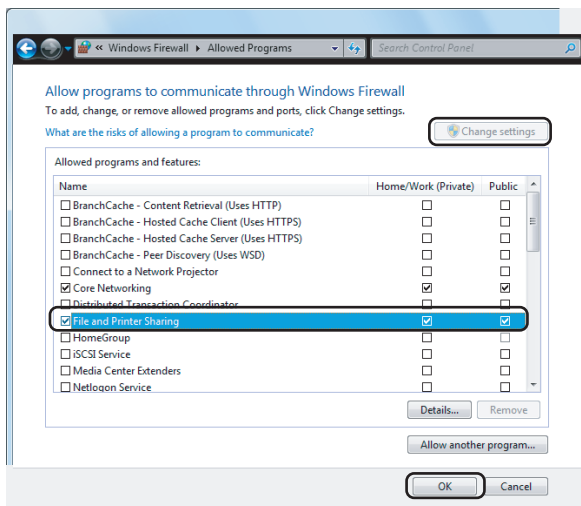 « Windows Firewall ▸ Allowed Programs Search Control Panel
Allow programs to communicate through Windows Firewall
To add, change, or remove allowed programs and ports, click Change settings.
What are the risks of allowing a program to communicate? Change settings
Allowed programs and features:
Name Home/Work (Private) Public
BranchCache - Content Retrieval (Uses HTTP)
BranchCache - Hosted Cache Client (Uses HTTPS)
BranchCache - Hosted Cache Server (Uses HTTPS)
BranchCache - Peer Discovery (Uses WSD)
Connect to a Network Projector
Core Networking
Distributed Transaction Coordinator
File and Printer Sharing
HomeGroup
iSCSI Service
Media Center Extenders
Netlogon Service
Details... Remove
Allow another program...
OK Cancel